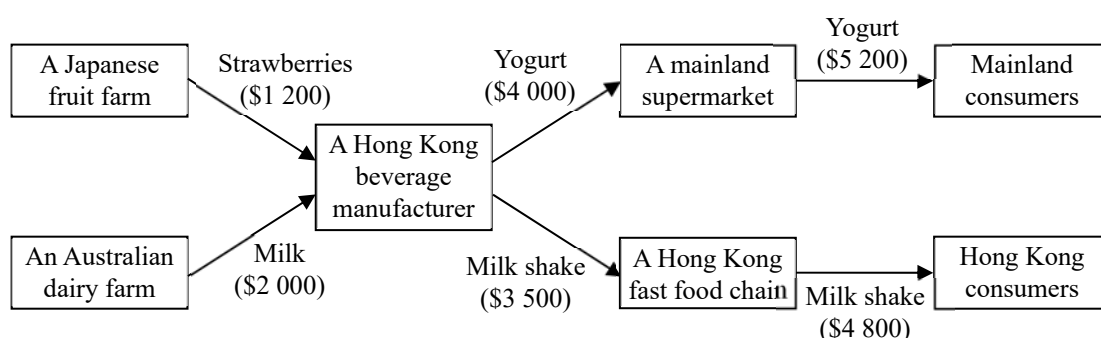 A Japanese
fruit farm
Strawberries
($1 200)
Yogurt
($4 000)
A mainland
supermarket
Yogurt
($5 200)
Mainland
consumers
A Hong Kong
beverage
manufacturer
An Australian
dairy farm
Milk
($2 000)
Milk shake
($3 500)
A Hong Kong
fast food chain
Milk shake
($4 800)
Hong Kong
consumers